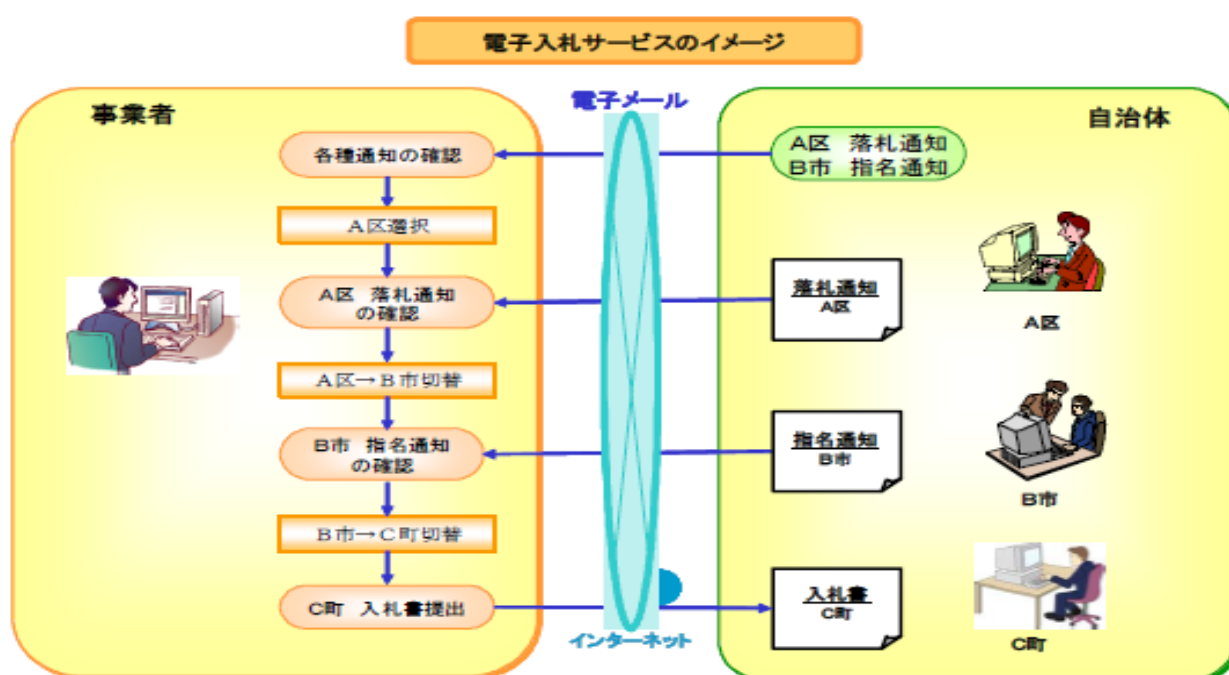 電子入札サービスのイメージ
事業者
電子メール
自治体
各種通知の確認
A区 落札通知
B市 指名通知
A区選択
A区 落札通知
の確認
落札通知
A区
A区
A区→B市切替
B市 指名通知
の確認
指名通知
B市
B市
B市→C町切替
C町 入札書提出
入札書
C町
C町
インターネット